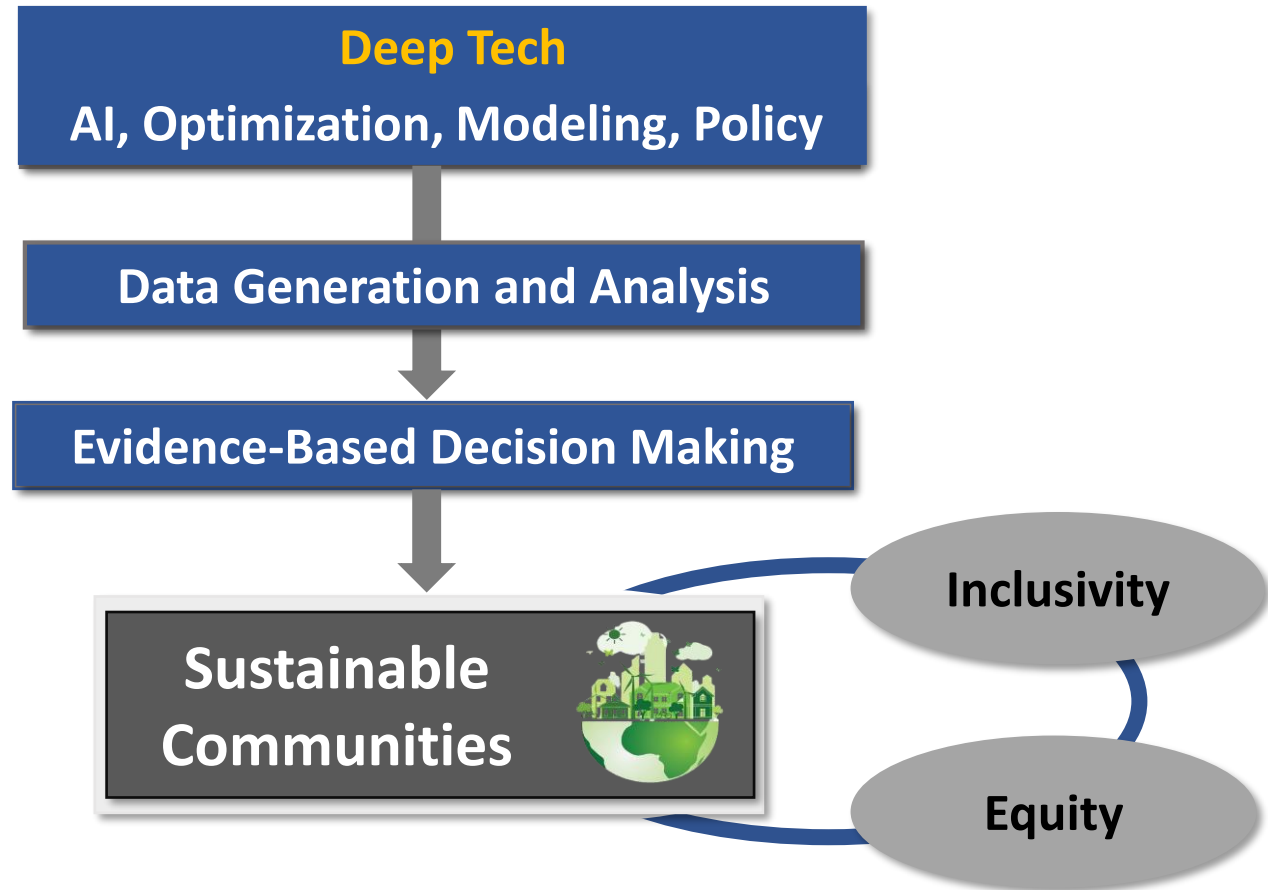 Deep Tech
AI, Optimization, Modeling, Policy
Data Generation and Analysis
Evidence-Based Decision Making
Sustainable
Communities
Inclusivity
Equity